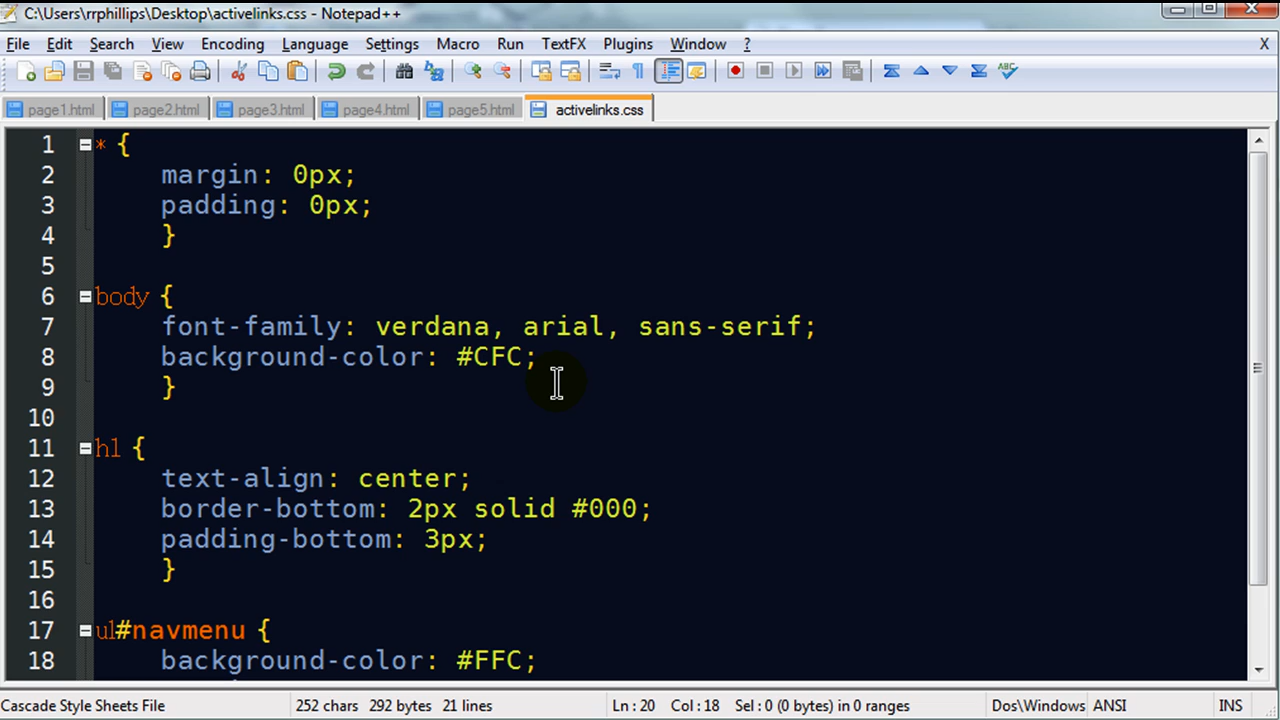 C:\Users\rrphillips\Desktop\activelinks.css - Notepad++
File Edit Search View Encoding Language Settings Macro Run TextFX Plugins Window ? X
page1.html page2.html page3.html page4.html page5.html activelinks.css
1 * {
2 margin: 0px;
3 padding: 0px;
4 }
5
6 body {
7 font-family: verdana, arial, sans-serif;
8 background-color: #CFC;
9 }
10
11 h1 {
12 text-align: center;
13 border-bottom: 2px solid #000;
14 padding-bottom: 3px;
15 }
16
17 ul#navmenu {
18 background-color: #FFC;
Cascade Style Sheets File 252 chars 292 bytes 21 lines Ln : 20 Col : 18 Sel : 0 (0 bytes) in 0 ranges Dos\Windows ANSI INS